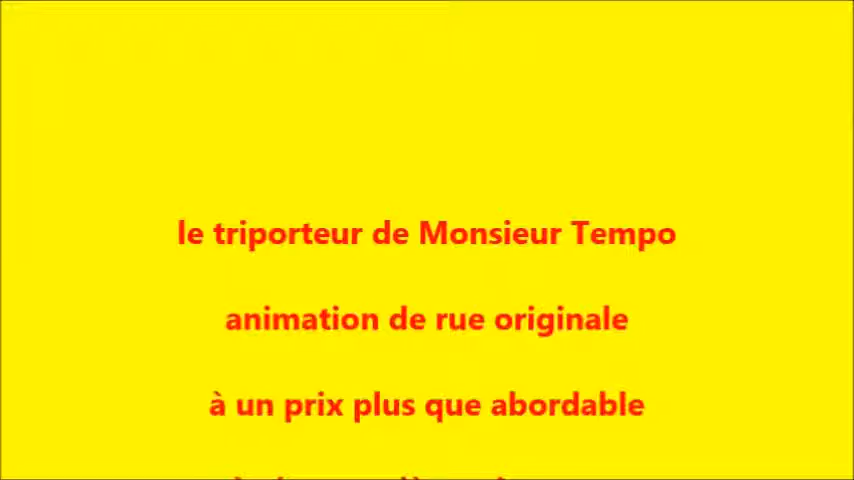 le triporteur de Monsieur Tempo
animation de rue originale
à un prix plus que abordable